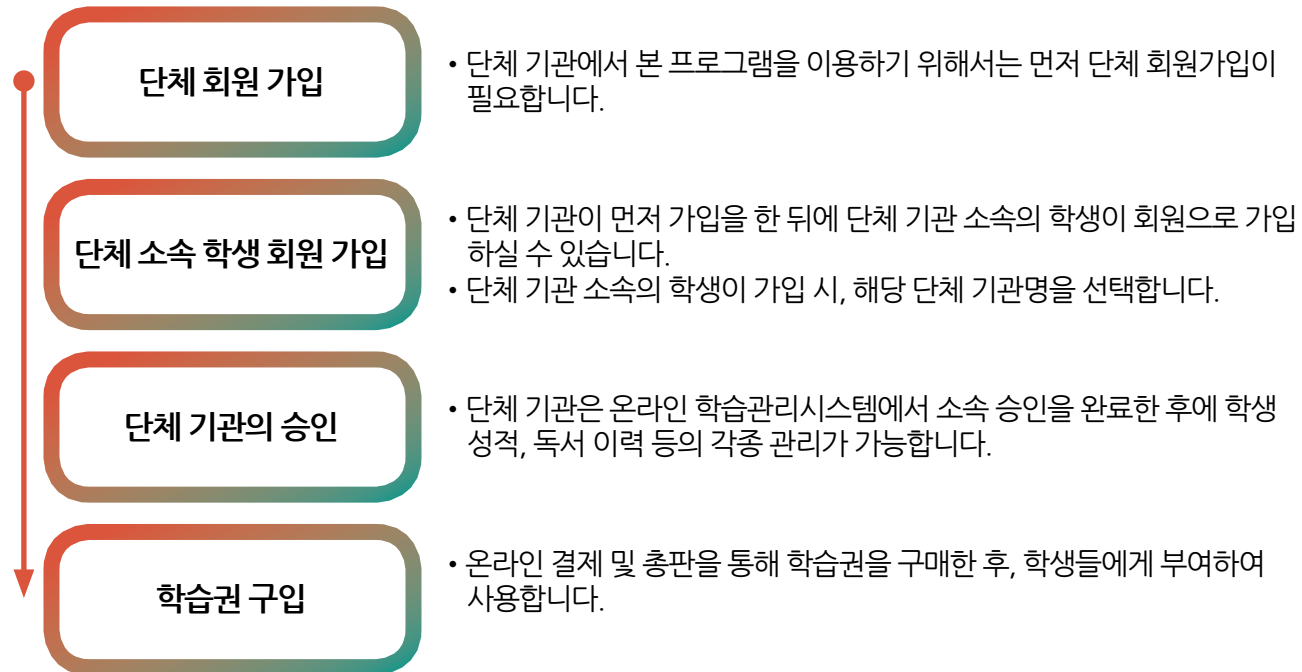 단체 회원 가입
• 단체 기관에서 본 프로그램을 이용하기 위해서는 먼저 단체 회원가입이
필요합니다.
단체 소속 학생 회원 가입
• 단체 기관이 먼저 가입을 한 뒤에 단체 기관 소속의 학생이 회원으로 가입
하실 수 있습니다.
• 단체 기관 소속의 학생이 가입 시, 해당 단체 기관명을 선택합니다.
단체 기관의 승인
• 단체 기관은 온라인 학습관리시스템에서 소속 승인을 완료한 후에 학생
성적, 독서 이력 등의 각종 관리가 가능합니다.
학습권 구입
• 온라인 결제 및 총판을 통해 학습권을 구매한 후, 학생들에게 부여하여
사용합니다.